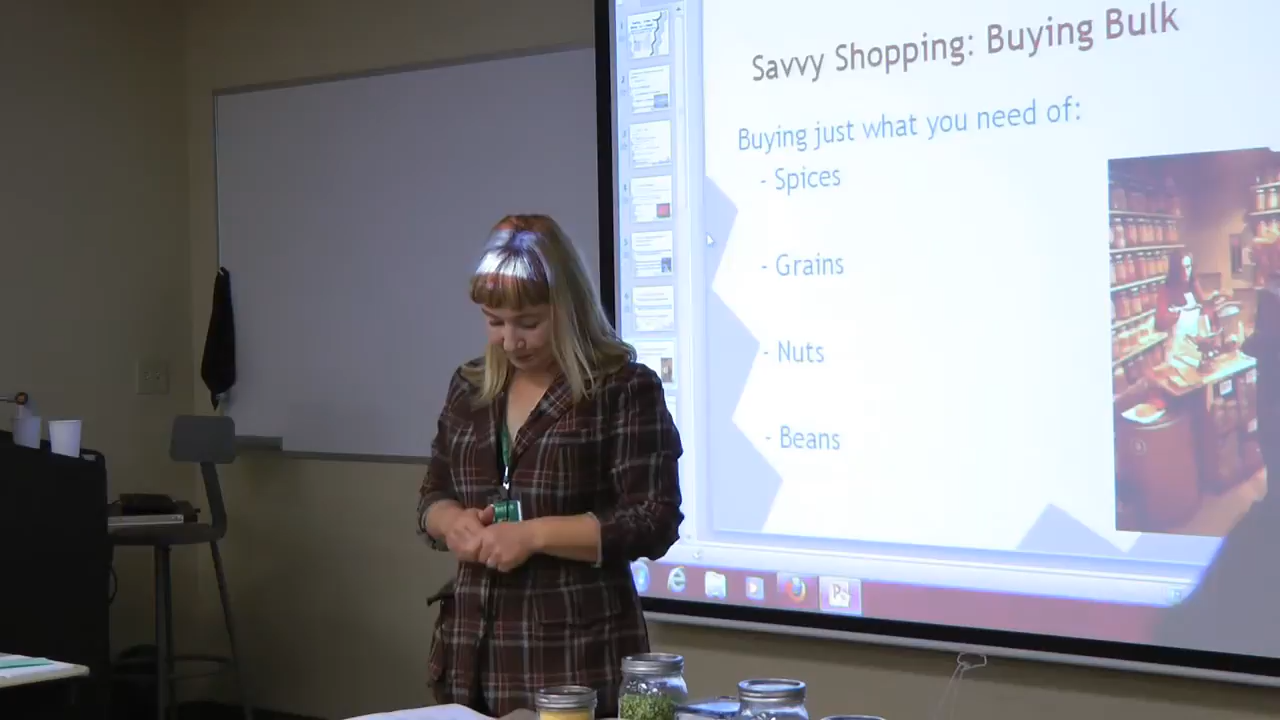 Savvy Shopping: Buying Bulk
Buying just what you need of:
- Spices
- Grains
- Nuts
- Beans